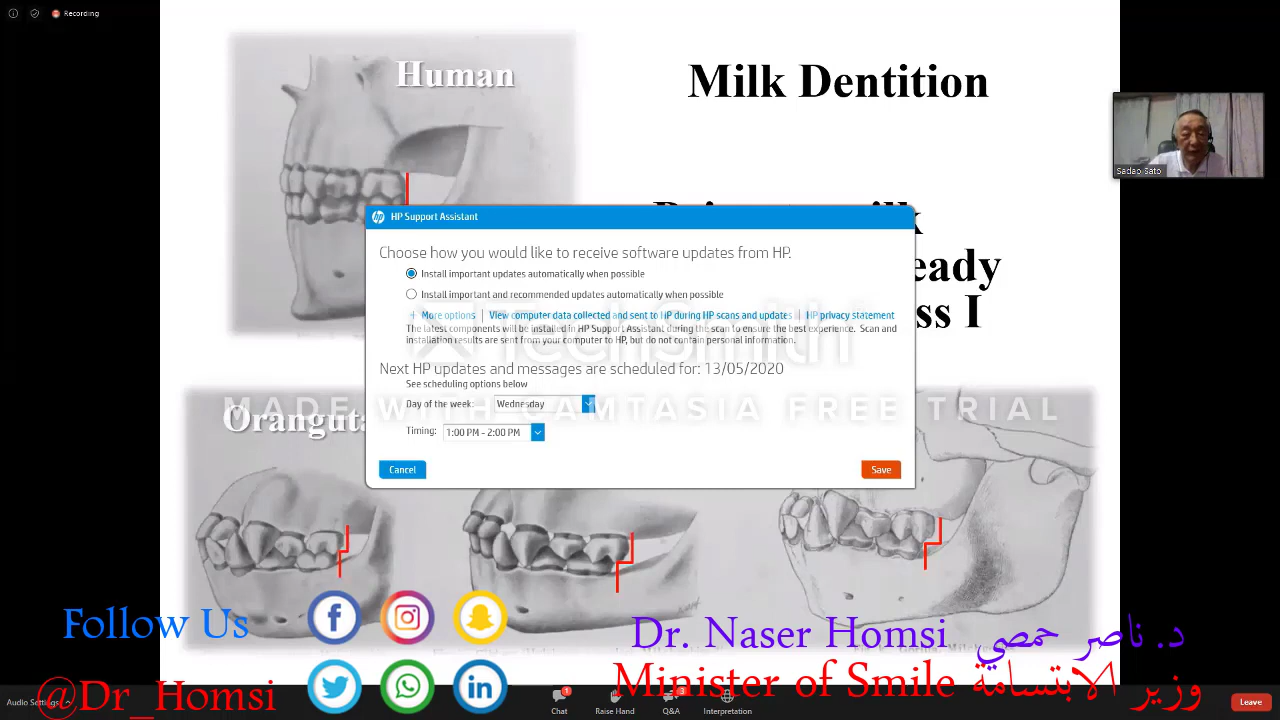 Recording
Human
Milk Dentition
Sadao Sato
HP Support Assistant
Choose how you would like to receive software updates from HP.
Install important updates automatically when possible
Install important and recommended updates automatically when possible
+ More options | View computer data collected and sent to HP during HP scans and updates | HP privacy statement
The latest components will be installed in HP Support Assistant during the scan to ensure the best experience. Scan and
installation results are sent from your computer to HP, but do not contain personal information.
eady
ss I
TechSmith
Next HP updates and messages are scheduled for: 13/05/2020
See scheduling options below
Day of the week: Wednesday
MADE WITH CAMTASIA FREE TRIAL
Oranguta
Timing: 1:00 PM - 2:00 PM
Cancel
Save
Follow Us
@Dr_Homsi
Dr. Naser Homsi د. ناصر حمصي
Minister of Smile وزير الابتسامة
Audio Settings
Chat 1
Raise Hand
Q&A 3
Interpretation
Leave